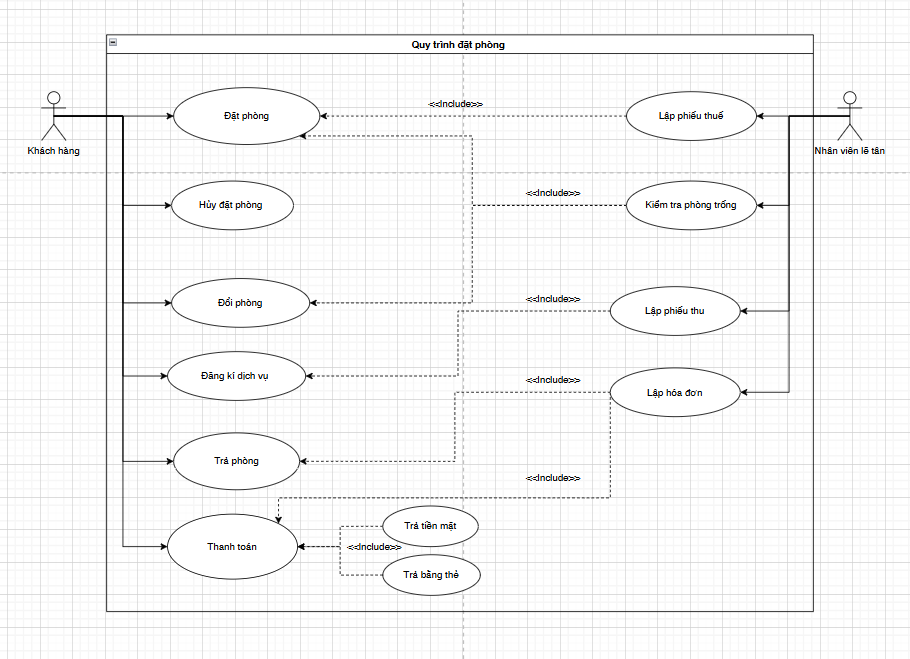 Quy trình đặt phòng
Khách hàng
Nhân viên lễ tân
Đặt phòng
<<Include>>
Lập phiếu thuế
Hủy đặt phòng
<<Include>>
Kiểm tra phòng trống
Đổi phòng
<<Include>>
Lập phiếu thu
Đăng kí dịch vụ
<<Include>>
Lập hóa đơn
Trả phòng
<<Include>>
Thanh toán
<<Include>>
Trả tiền mặt
Trả bằng thẻ